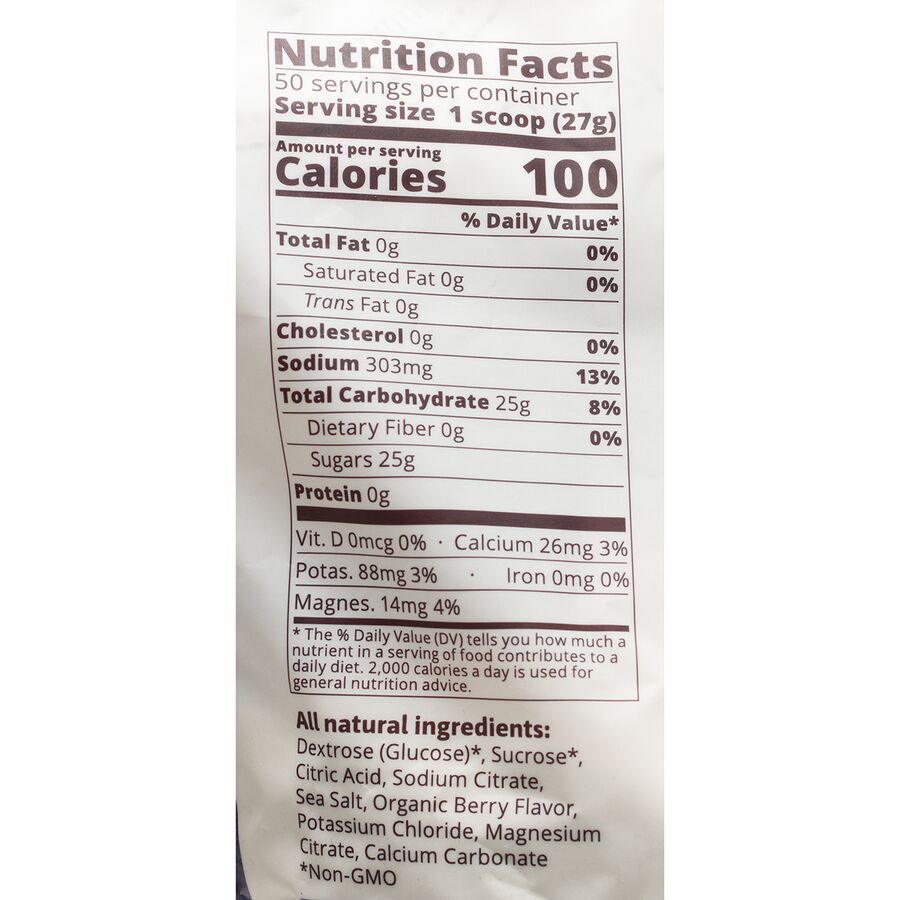 Nutrition Facts
50 servings per container
Serving size 1 scoop (27g)
Amount per serving
Calories 100
% Daily Value*
Total Fat 0g 0%
Saturated Fat 0g 0%
Trans Fat 0g
Cholesterol 0g 0%
Sodium 303mg 13%
Total Carbohydrate 25g 8%
Dietary Fiber 0g 0%
Sugars 25g
Protein 0g
Vit. D 0mcg 0% · Calcium 26mg 3%
Potas. 88mg 3% · Iron 0mg 0%
Magnes. 14mg 4%
* The % Daily Value (DV) tells you how much a
nutrient in a serving of food contributes to a
daily diet. 2,000 calories a day is used for
general nutrition advice.
All natural ingredients:
Dextrose (Glucose)*, Sucrose*,
Citric Acid, Sodium Citrate,
Sea Salt, Organic Berry Flavor,
Potassium Chloride, Magnesium
Citrate, Calcium Carbonate
*Non-GMO